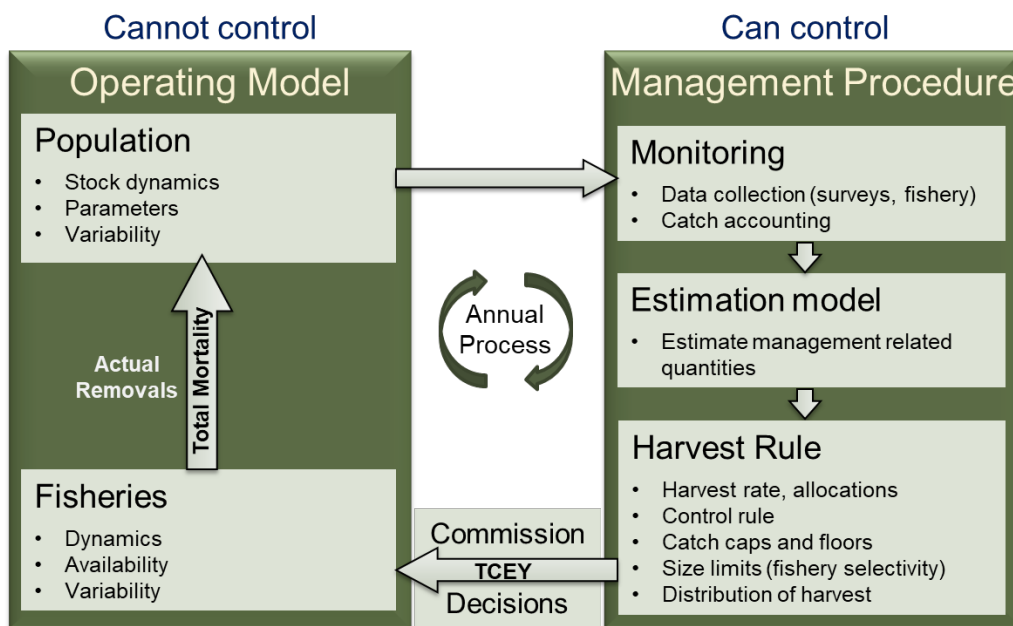 Cannot control
Operating Model
Population
• Stock dynamics
• Parameters
• Variability
Actual
Removals
Total Mortality
Fisheries
• Dynamics
• Availability
• Variability
Annual
Process
Commission
TCEY
Decisions
Can control
Management Procedure
Monitoring
• Data collection (surveys, fishery)
• Catch accounting
Estimation model
• Estimate management related
quantities
Harvest Rule
• Harvest rate, allocations
• Control rule
• Catch caps and floors
• Size limits (fishery selectivity)
• Distribution of harvest